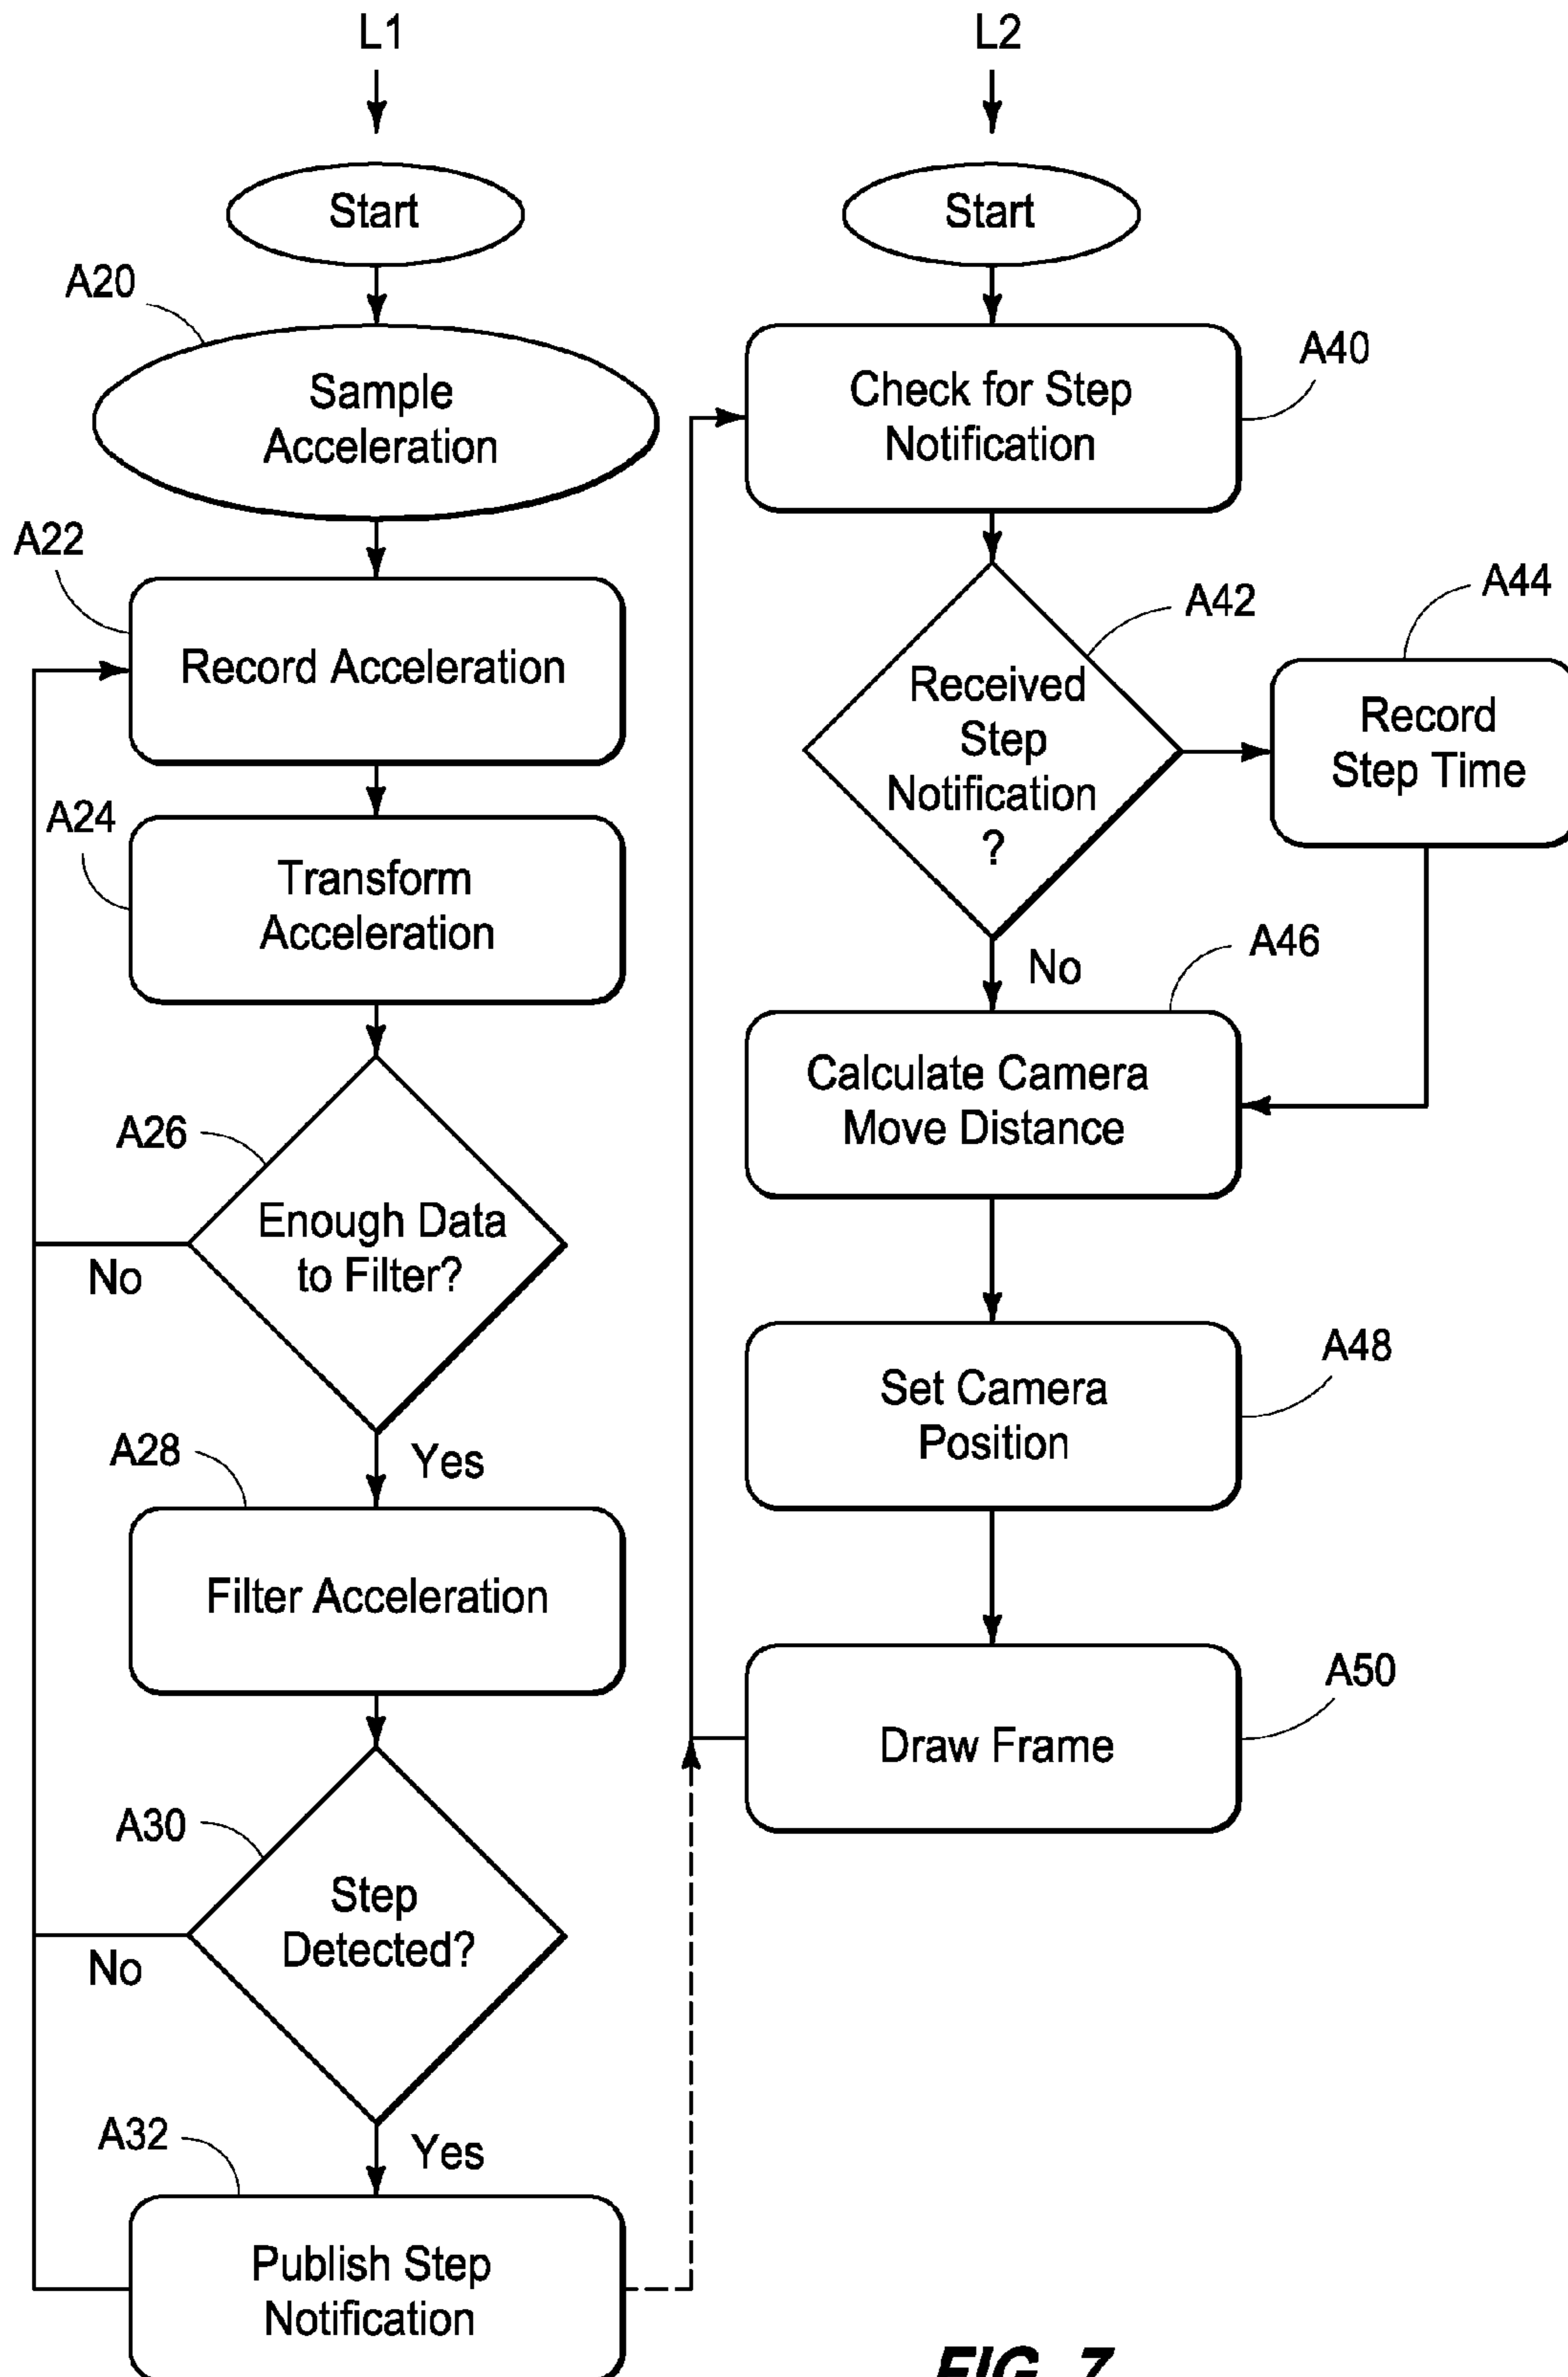 L1
Start
A20
Sample
Acceleration
A22
Record Acceleration
A24
Transform
Acceleration
A26
Enough Data
to Filter?
No
Yes
A28
Filter Acceleration
A30
Step
Detected?
No
Yes
A32
Publish Step
Notification
L2
Start
A40
Check for Step
Notification
A42
Received
Step
Notification
?
A44
Record
Step Time
No
A46
Calculate Camera
Move Distance
A48
Set Camera
Position
A50
Draw Frame
FIG. 7